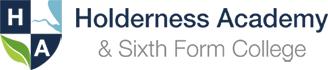 H
A
Holderness Academy
& Sixth Form College